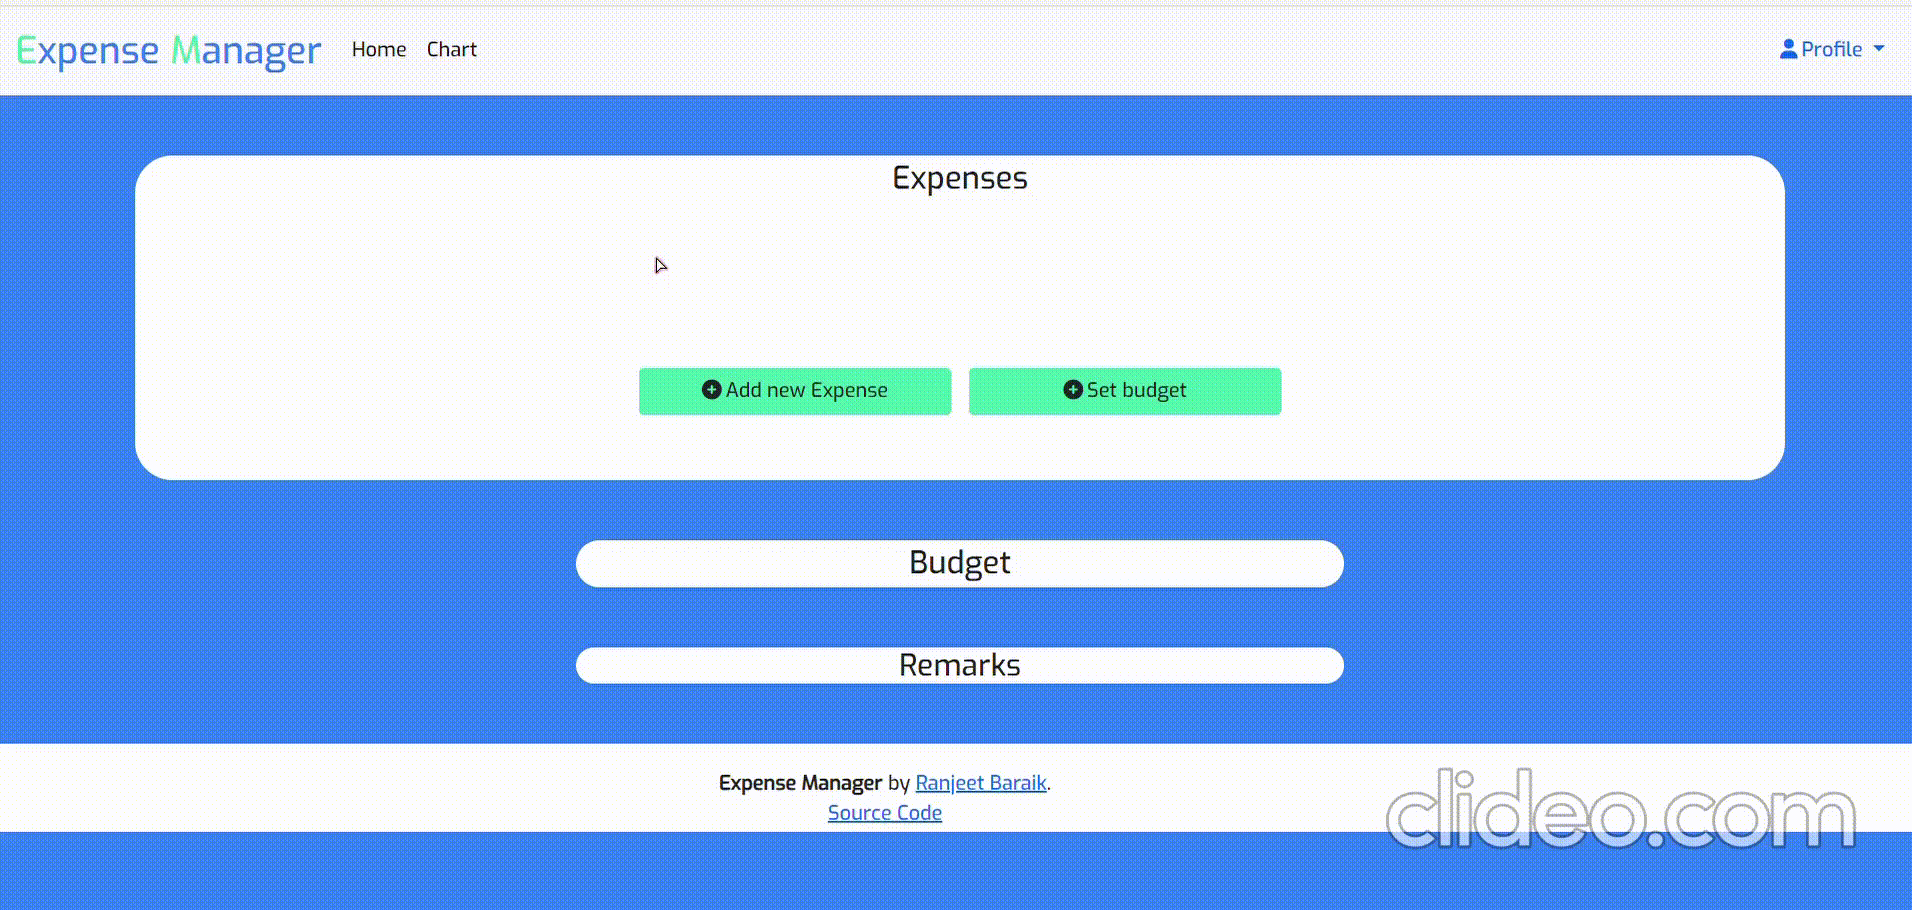 Expense Manager Home Chart Profile
Expenses
Add new Expense Set budget
Budget
Remarks
Expense Manager by Ranjeet Baraik.
Source Code
clideo.com